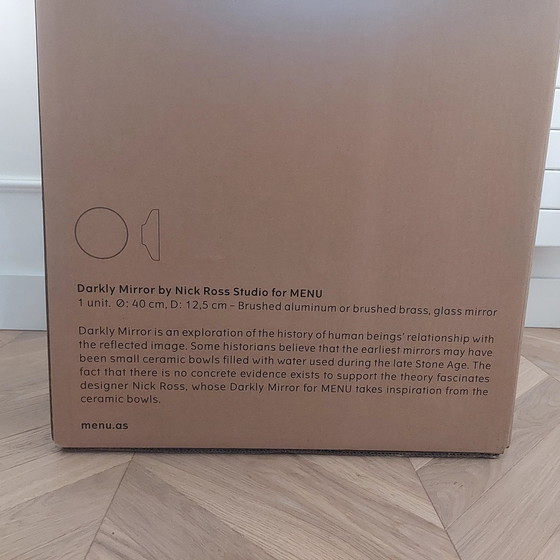 Darkly Mirror by Nick Ross Studio for MENU
1 unit. Ø: 40 cm, D: 12,5 cm – Brushed aluminum or brushed brass, glass mirror
Darkly Mirror is an exploration of the history of human beings' relationship with
the reflected image. Some historians believe that the earliest mirrors may have
been small ceramic bowls filled with water used during the late Stone Age. The
fact that there is no concrete evidence exists to support the theory fascinates
designer Nick Ross, whose Darkly Mirror for MENU takes inspiration from the
ceramic bowls.
menu.as